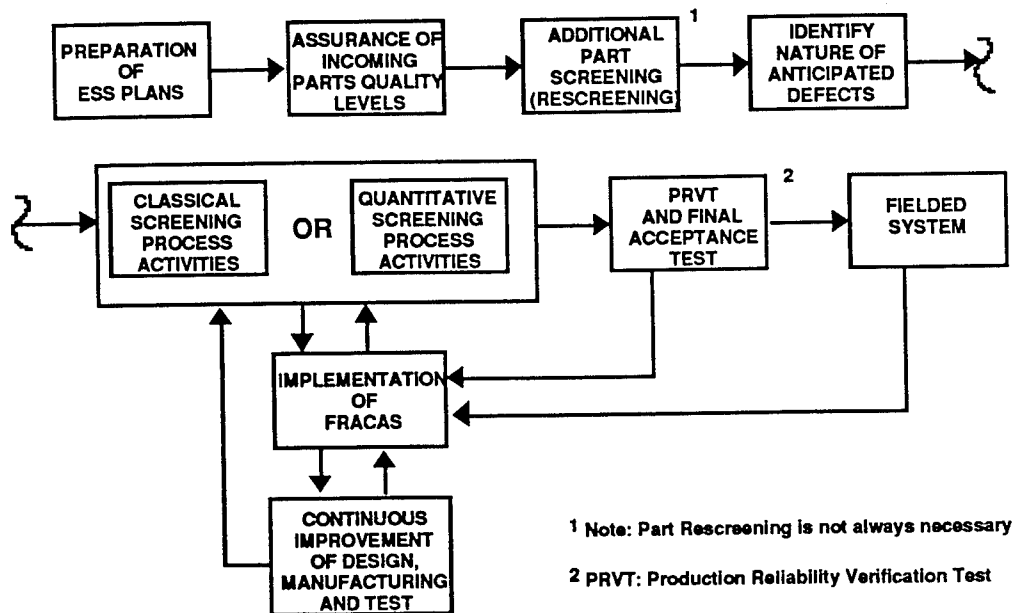 PREPARATION
OF
ESS PLANS
ASSURANCE OF
INCOMING
PARTS QUALITY
LEVELS
1
ADDITIONAL
PART
SCREENING
(RESCREENING)
IDENTIFY
NATURE OF
ANTICIPATED
DEFECTS
CLASSICAL
SCREENING
PROCESS
ACTIVITIES
OR
QUANTITATIVE
SCREENING
PROCESS
ACTIVITIES
2
PRVT
AND FINAL
ACCEPTANCE
TEST
FIELDED
SYSTEM
IMPLEMENTATION
OF
FRACAS
CONTINUOUS
IMPROVEMENT
OF DESIGN,
MANUFACTURING
AND TEST
1 Note: Part Rescreening is not always necessary
2 PRVT: Production Reliability Verification Test